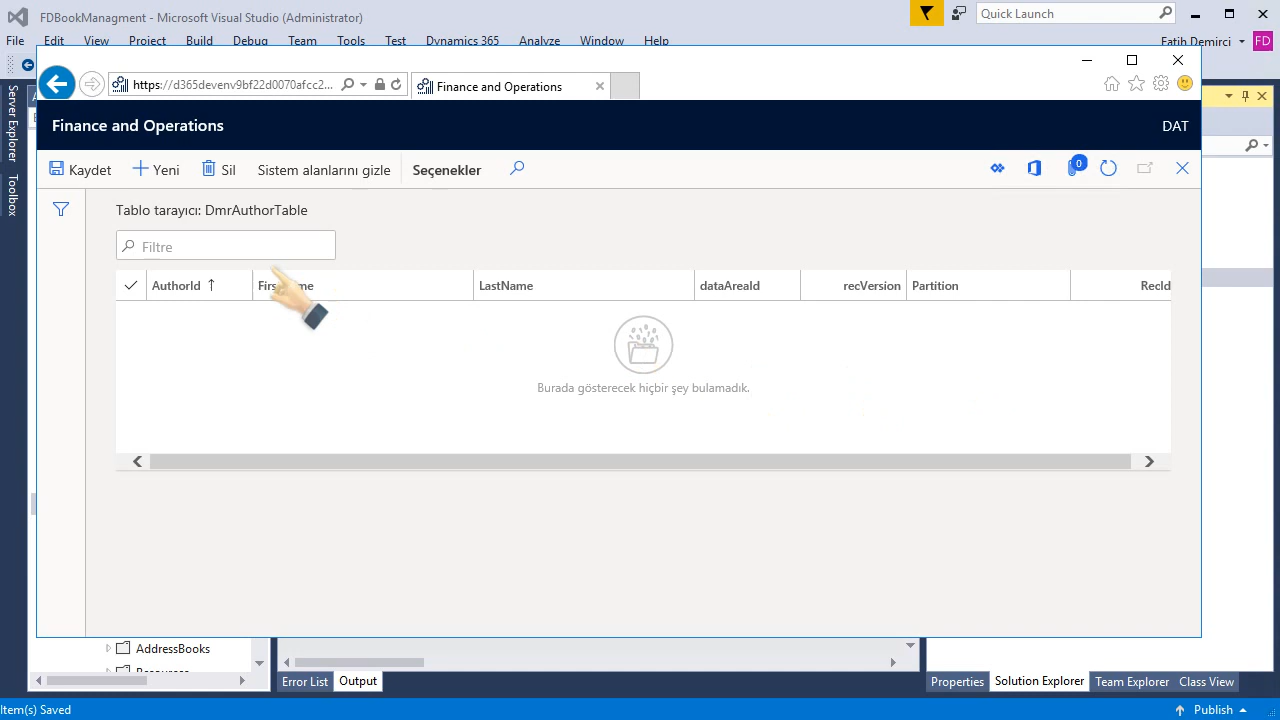 FDBookManagment - Microsoft Visual Studio (Administrator)
Quick Launch
File Edit View Project Build Debug Team Tools Test Dynamics 365 Analyze Window Help
Fatih Demirci
FD
https://d365devenv9bf22d0070afcc2...
Finance and Operations
Server Explorer
Toolbox
Finance and Operations
DAT
Kaydet
Yeni
Sil
Sistem alanlarını gizle
Seçenekler
0
Tablo tarayıcı: DmrAuthorTable
Filtre
AuthorId
LastName
dataAreaId
recVersion
Partition
RecId
Burada gösterecek hiçbir şey bulamadık.
AddressBooks
Error List
Output
Properties
Solution Explorer
Team Explorer
Class View
Item(s) Saved
Publish